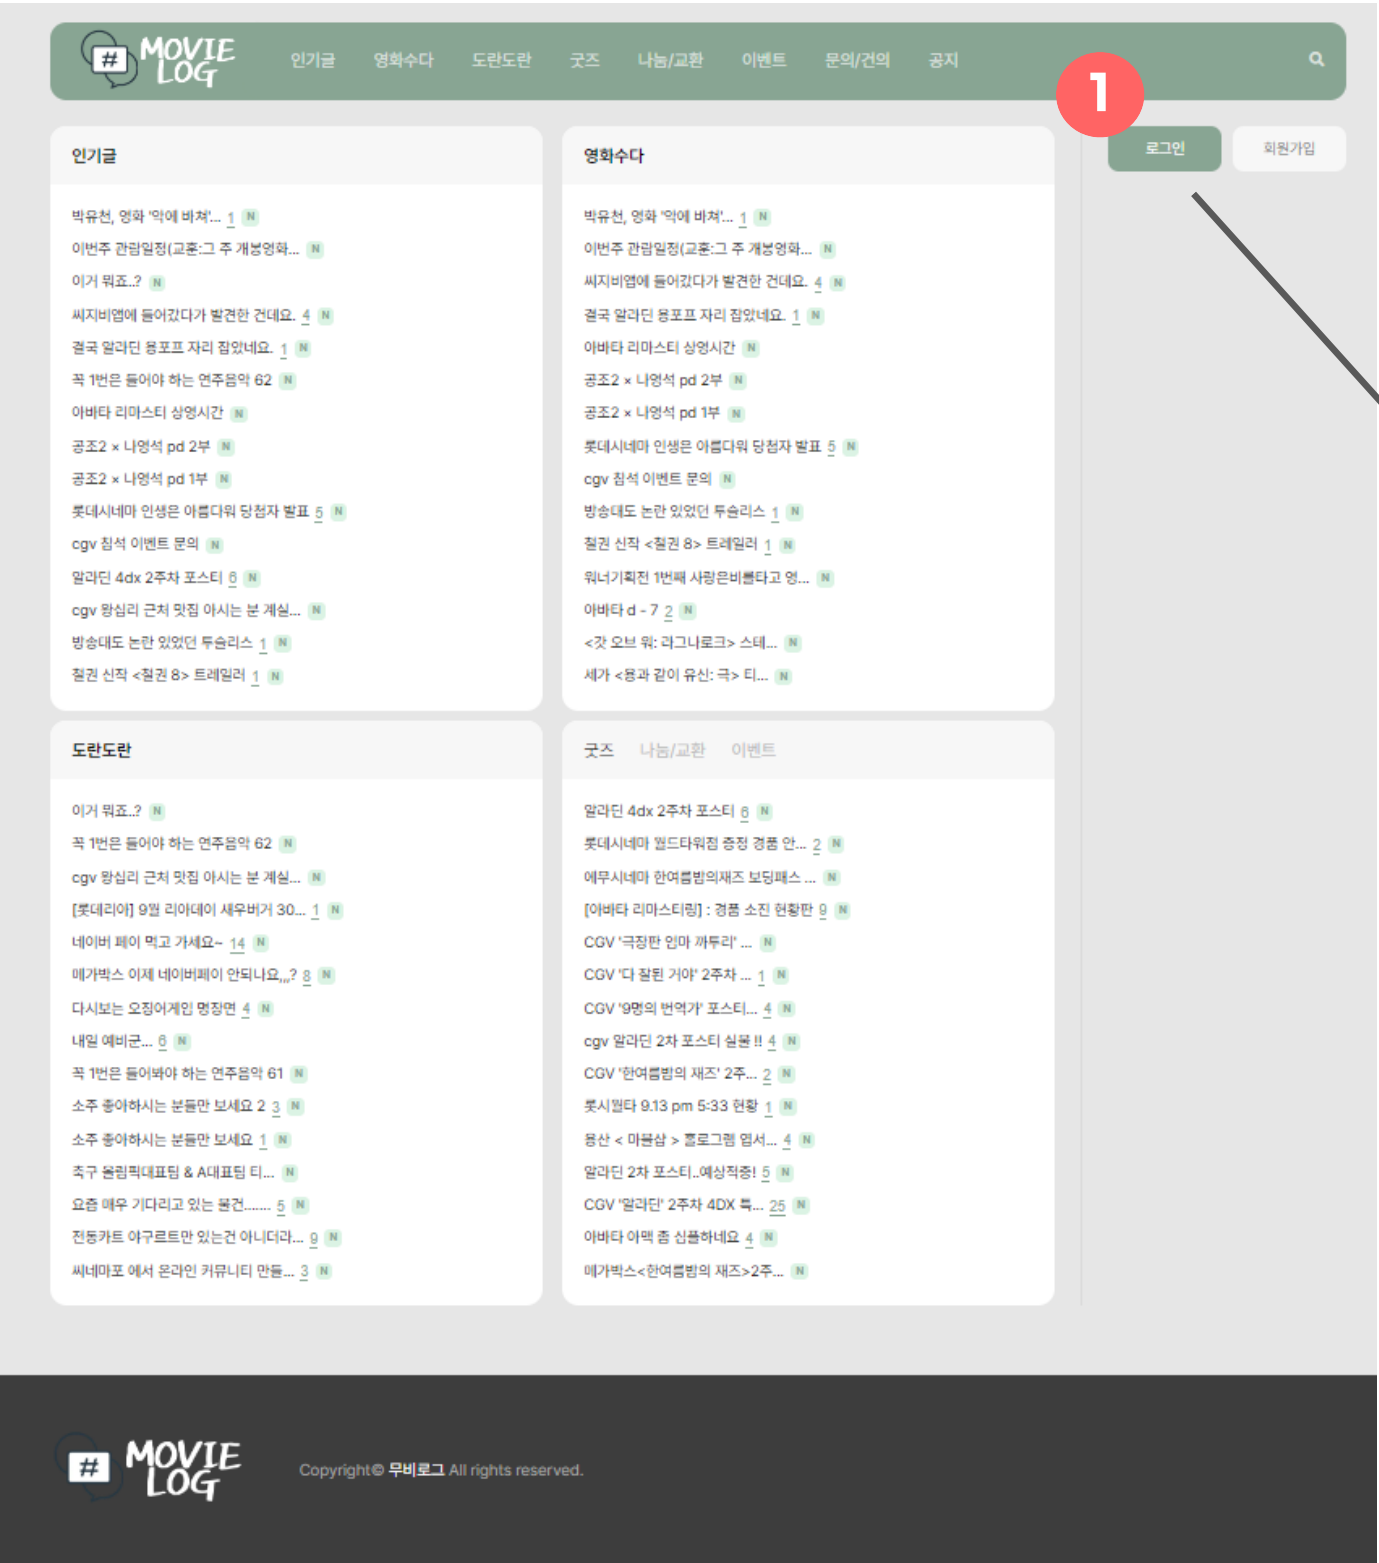 # MOVIE LOG
인기글 영화수다 도란도란 굿즈 나눔/교환 이벤트 문의/건의 공지
1
로그인 회원가입
인기글
박유천, 영화 '악에 바쳐'... 1 N
이번주 관람일정(교훈:그 주 개봉영화... N
이거 뭐죠..? N
씨지비앱에 들어갔다가 발견한 건데요. 4 N
결국 알라딘 용포프 자리 잡았네요. 1 N
꼭 1번은 들어야 하는 연주음악 62 N
아바타 리마스터 상영시간 N
공조2 × 나영석 pd 2부 N
공조2 × 나영석 pd 1부 N
롯데시네마 인생은 아름다워 당첨자 발표 5 N
cgv 참석 이벤트 문의 N
알라딘 4dx 2주차 포스터 6 N
cgv 왕십리 근처 맛집 아시는 분 계실... N
방송태도 논란 있었던 투슬리스 1 N
철권 신작 <철권 8> 트레일러 1 N
영화수다
박유천, 영화 '악에 바쳐'... 1 N
이번주 관람일정(교훈:그 주 개봉영화... N
씨지비앱에 들어갔다가 발견한 건데요. 4 N
결국 알라딘 용포프 자리 잡았네요. 1 N
아바타 리마스터 상영시간 N
공조2 × 나영석 pd 2부 N
공조2 × 나영석 pd 1부 N
롯데시네마 인생은 아름다워 당첨자 발표 5 N
cgv 참석 이벤트 문의 N
방송태도 논란 있었던 투슬리스 1 N
철권 신작 <철권 8> 트레일러 1 N
워너기획전 1번째 사랑은비를타고 영... N
아바타 d - 7 2 N
<갓 오브 워: 라그나로크> 스테... N
세가 <용과 같이 유신: 극> 티... N
도란도란
이거 뭐죠..? N
꼭 1번은 들어야 하는 연주음악 62 N
cgv 왕십리 근처 맛집 아시는 분 계실... N
[롯데리아] 9월 리아데이 새우버거 30... 1 N
네이버 페이 먹고 가세요~ 14 N
메가박스 이제 네이버페이 안되나요,,,? 8 N
다시보는 오징어게임 명장면 4 N
내일 예비군... 6 N
꼭 1번은 들어봐야 하는 연주음악 61 N
소주 좋아하시는 분들만 보세요 2 3 N
소주 좋아하시는 분들만 보세요 1 N
축구 올림픽대표팀 & A대표팀 티... N
요즘 매우 기다리고 있는 물건........ 5 N
전동카트 야구르트만 있는건 아니더라... 9 N
씨네마포 에서 온라인 커뮤니티 만들... 3 N
굿즈 나눔/교환 이벤트
알라딘 4dx 2주차 포스터 6 N
롯데시네마 월드타워점 증정 경품 안... 2 N
에무시네마 한여름밤의재즈 보딩패스 ... N
[아바타 리마스터링] : 경품 소진 현황판 9 N
CGV '극장판 엄마 까투리' ... N
CGV '다 잘된 거야' 2주차 ... 1 N
CGV '9명의 번역가' 포스터... 4 N
cgv 알라딘 2차 포스터 실물 !! 4 N
CGV '한여름밤의 재즈' 2주... 2 N
롯시월타 9.13 pm 5:33 현황 1 N
용산 < 마블샵 > 홀로그램 엽서... 4 N
알라딘 2차 포스터..예상적중! 5 N
CGV '알라딘' 2주차 4DX 특... 25 N
아바타 아맥 좀 심플하네요 4 N
메가박스<한여름밤의 재즈>2주... N
# MOVIE LOG
Copyright© 무비로그 All rights reserved.